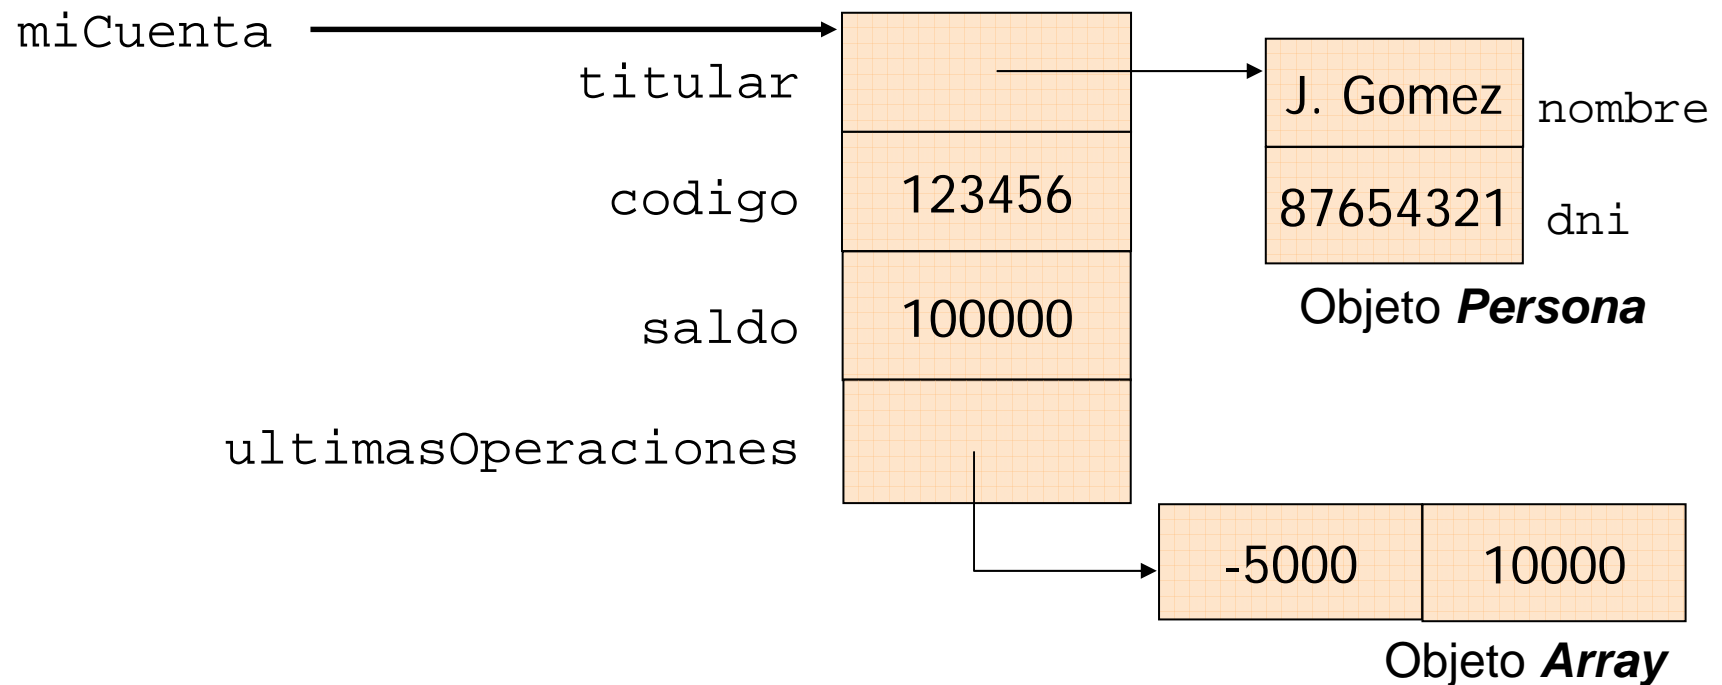 miCuenta
titular
J. Gomez nombre
codigo 123456
87654321 dni
Objeto Persona
saldo 100000
ultimasOperaciones
-5000 10000
Objeto Array